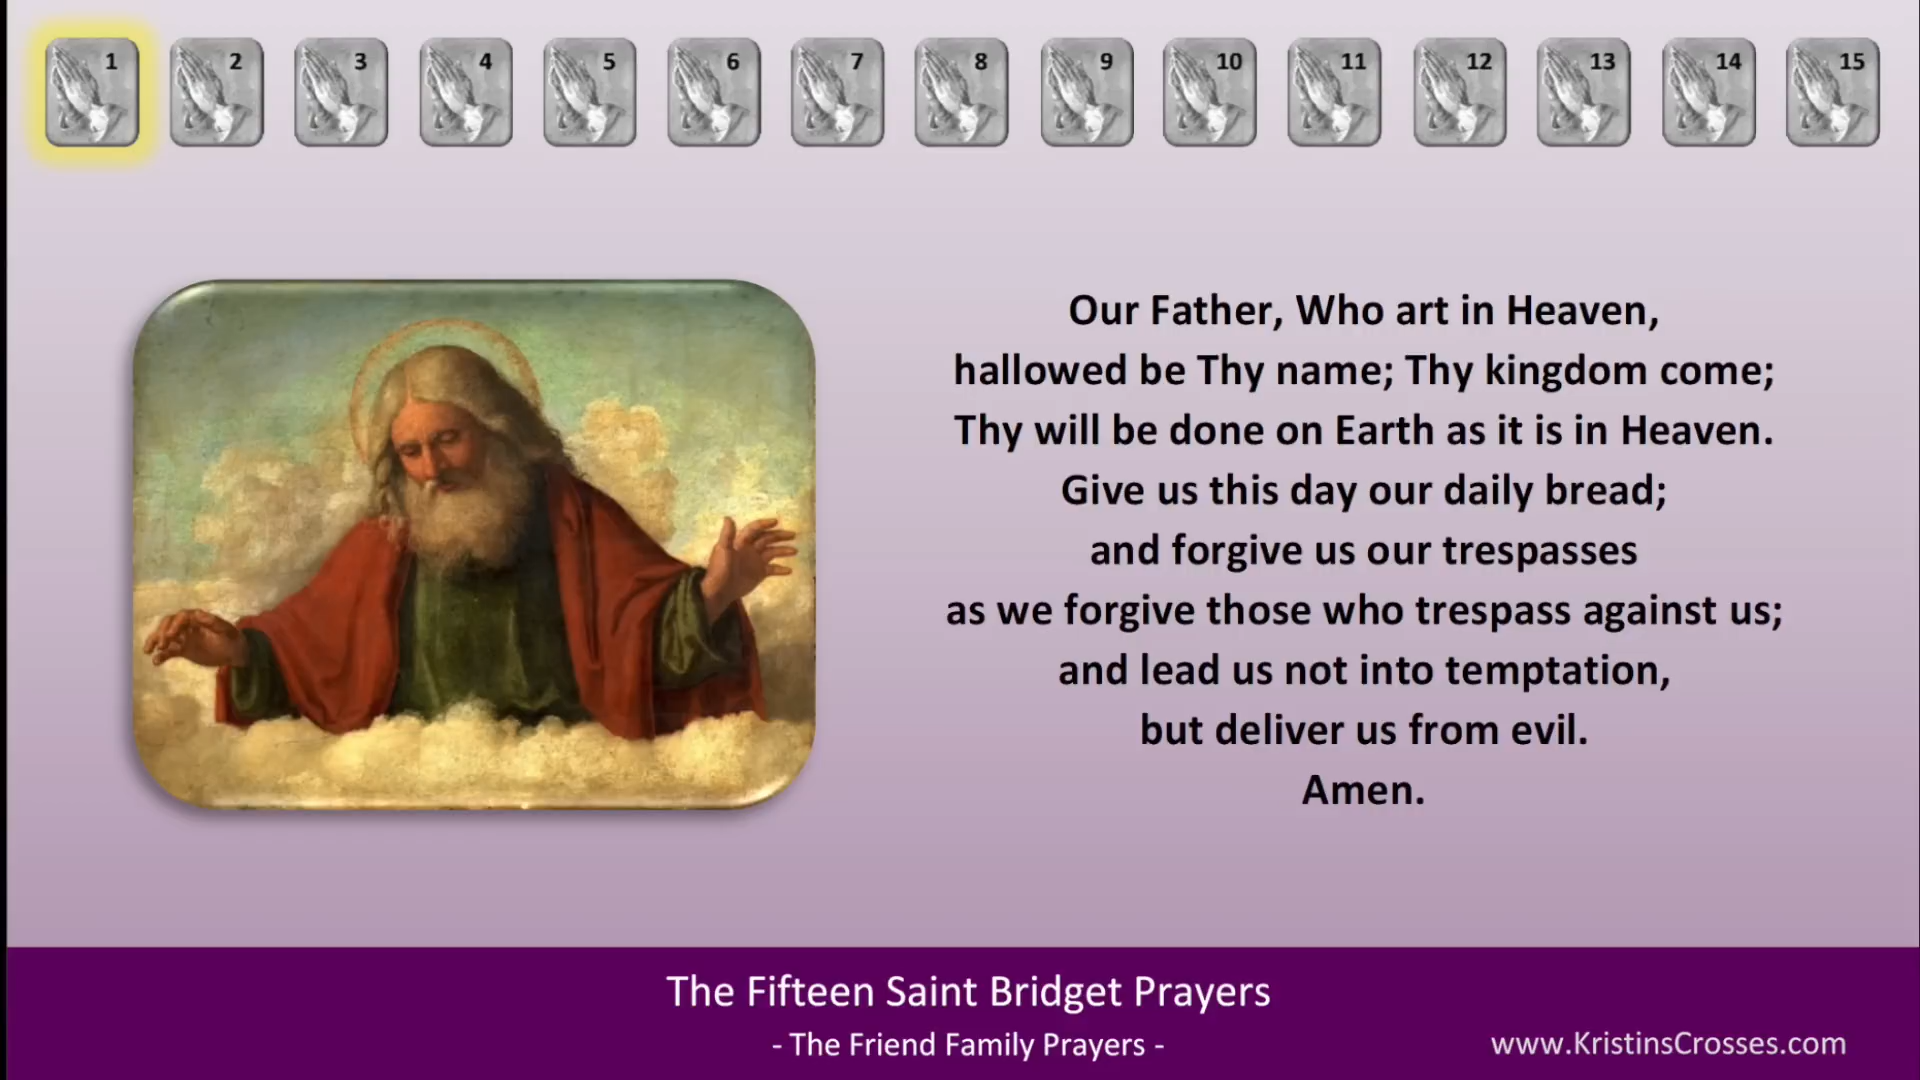 1 2 3 4 5 6 7 8 9 10 11 12 13 14 15
Our Father, Who art in Heaven,
hallowed be Thy name; Thy kingdom come;
Thy will be done on Earth as it is in Heaven.
Give us this day our daily bread;
and forgive us our trespasses
as we forgive those who trespass against us;
and lead us not into temptation,
but deliver us from evil.
Amen.
The Fifteen Saint Bridget Prayers
- The Friend Family Prayers -
www.KristinsCrosses.com